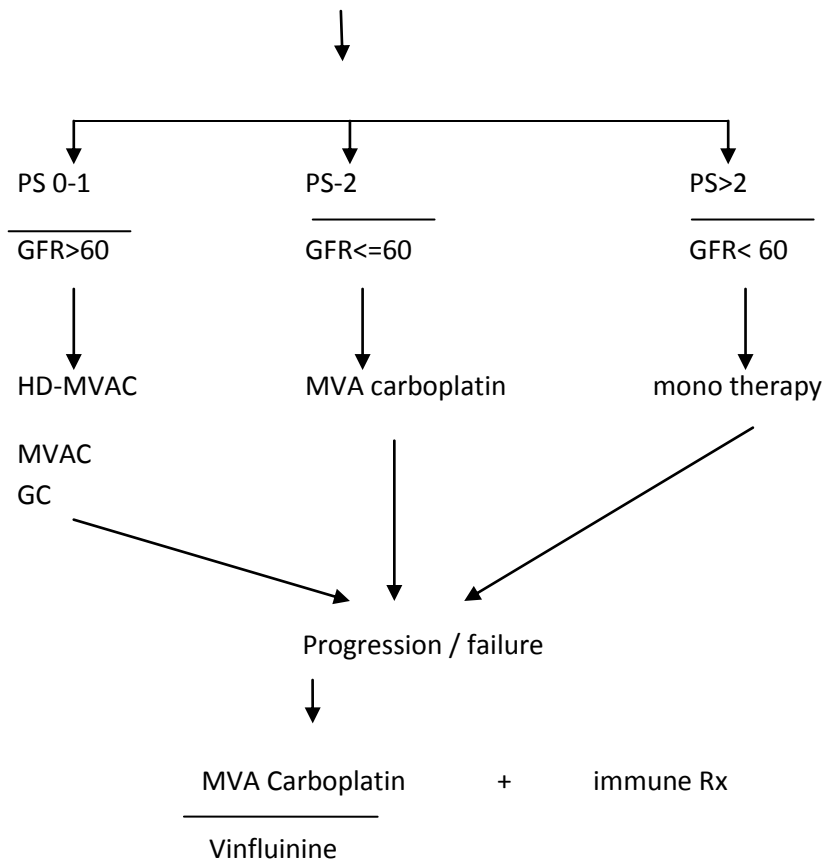 PS 0-1 PS-2 PS>2
GFR>60 GFR<=60 GFR< 60
HD-MVAC MVA carboplatin mono therapy
MVAC
GC
Progression / failure
MVA Carboplatin + immune Rx
Vinfluinine